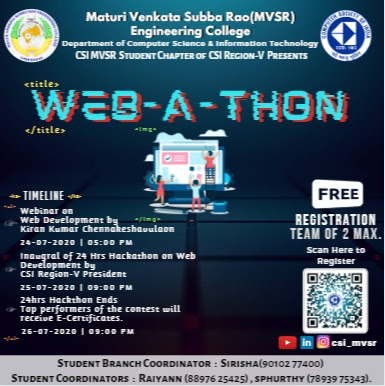 Maturi Venkata Subba Rao(MVSR)
Engineering College
Department of Computer Science & Information Technology
CSI MVSR Student Chapter of CSI Region-V Presents
<title>
WEB-A-THON
</title>
<img>
TIMELINE
Webinar on
Web Development by
Kiran Kumar Chennakeshavulaon
24-07-2020 | 05:00 PM
</img>
Inaugral of 24 Hrs Hackathon on Web
Development by
CSI Region-V President
25-07-2020 | 09:00 PM
24hrs Hackthon Ends
Top performers of the contest will
receive E-Certificates.
26-07-2020 | 09:00 PM
FREE
REGISTRATION
TEAM OF 2 MAX.
Scan Here to
Register
csi_mvsr
Student Branch Coordinator : Sirisha(90102 77400)
Student Coordinators : Raiyann (88976 25425) , sphurthy (78939 75343).